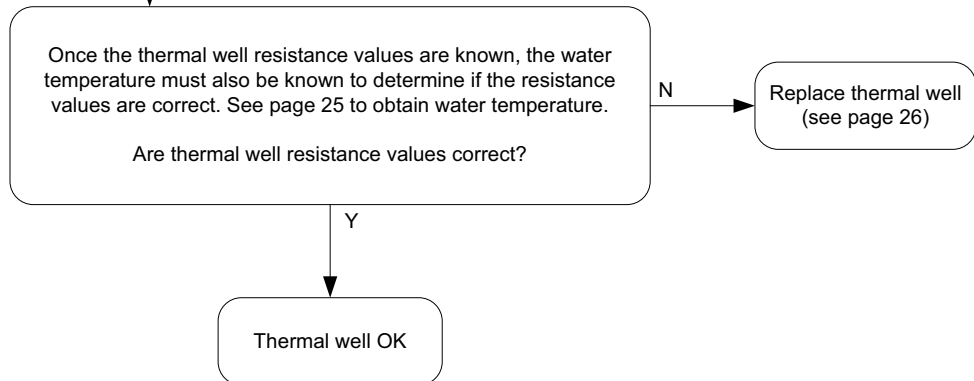 Once the thermal well resistance values are known, the water
temperature must also be known to determine if the resistance
values are correct. See page 25 to obtain water temperature.
Are thermal well resistance values correct?
N
Replace thermal well
(see page 26)
Y
Thermal well OK